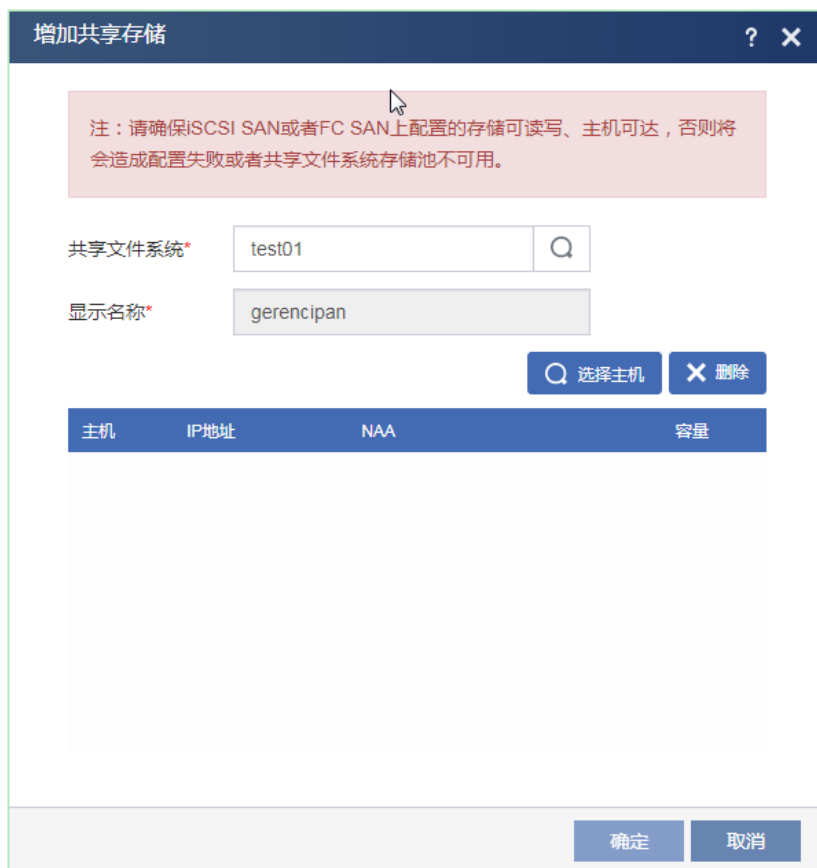 增加共享存储
?
注：请确保iSCSI SAN或者FC SAN上配置的存储可读写、主机可达，否则将
会造成配置失败或者共享文件系统存储池不可用。
共享文件系统* test01
显示名称* gerencipan
选择主机 删除
主机 IP地址 NAA 容量
确定 取消